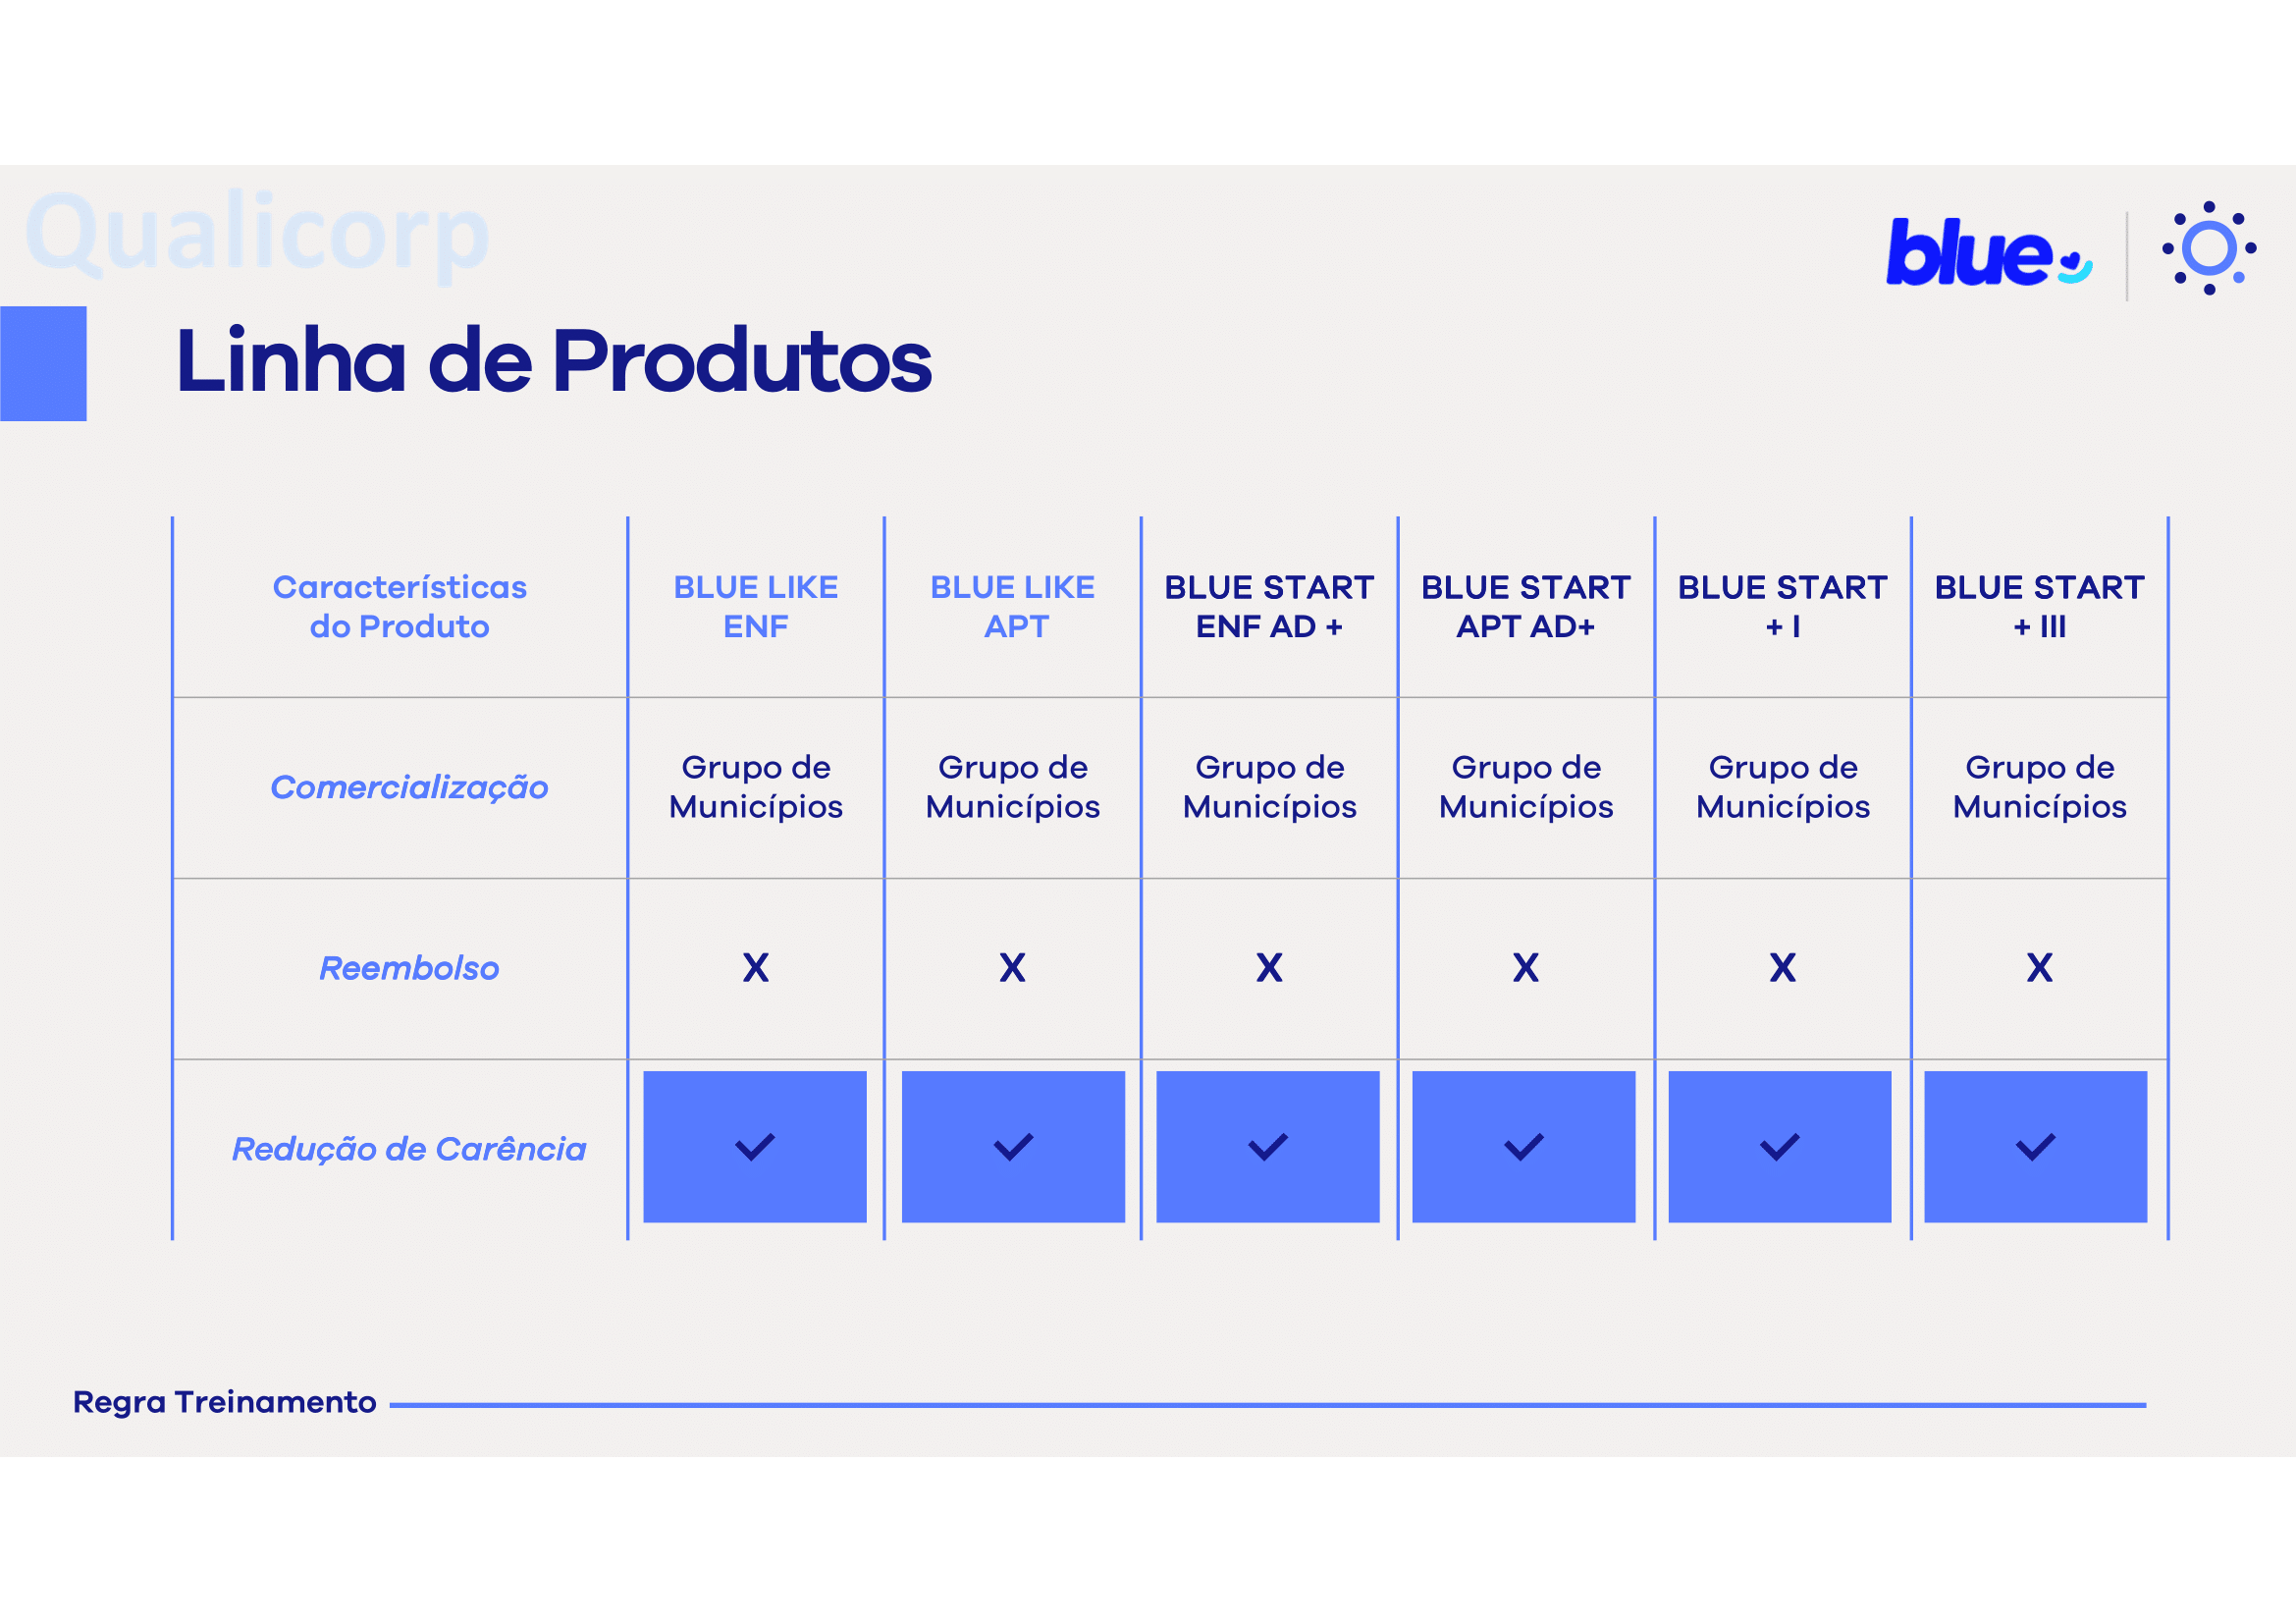 Qualicorp
blue
Linha de Produtos
Características do Produto
BLUE LIKE ENF
BLUE LIKE APT
BLUE START ENF AD +
BLUE START APT AD+
BLUE START + I
BLUE START + III
Comercialização
Grupo de Municípios
Grupo de Municípios
Grupo de Municípios
Grupo de Municípios
Grupo de Municípios
Grupo de Municípios
Reembolso
X
X
X
X
X
X
Redução de Carência
✓
✓
✓
✓
✓
✓
Regra Treinamento